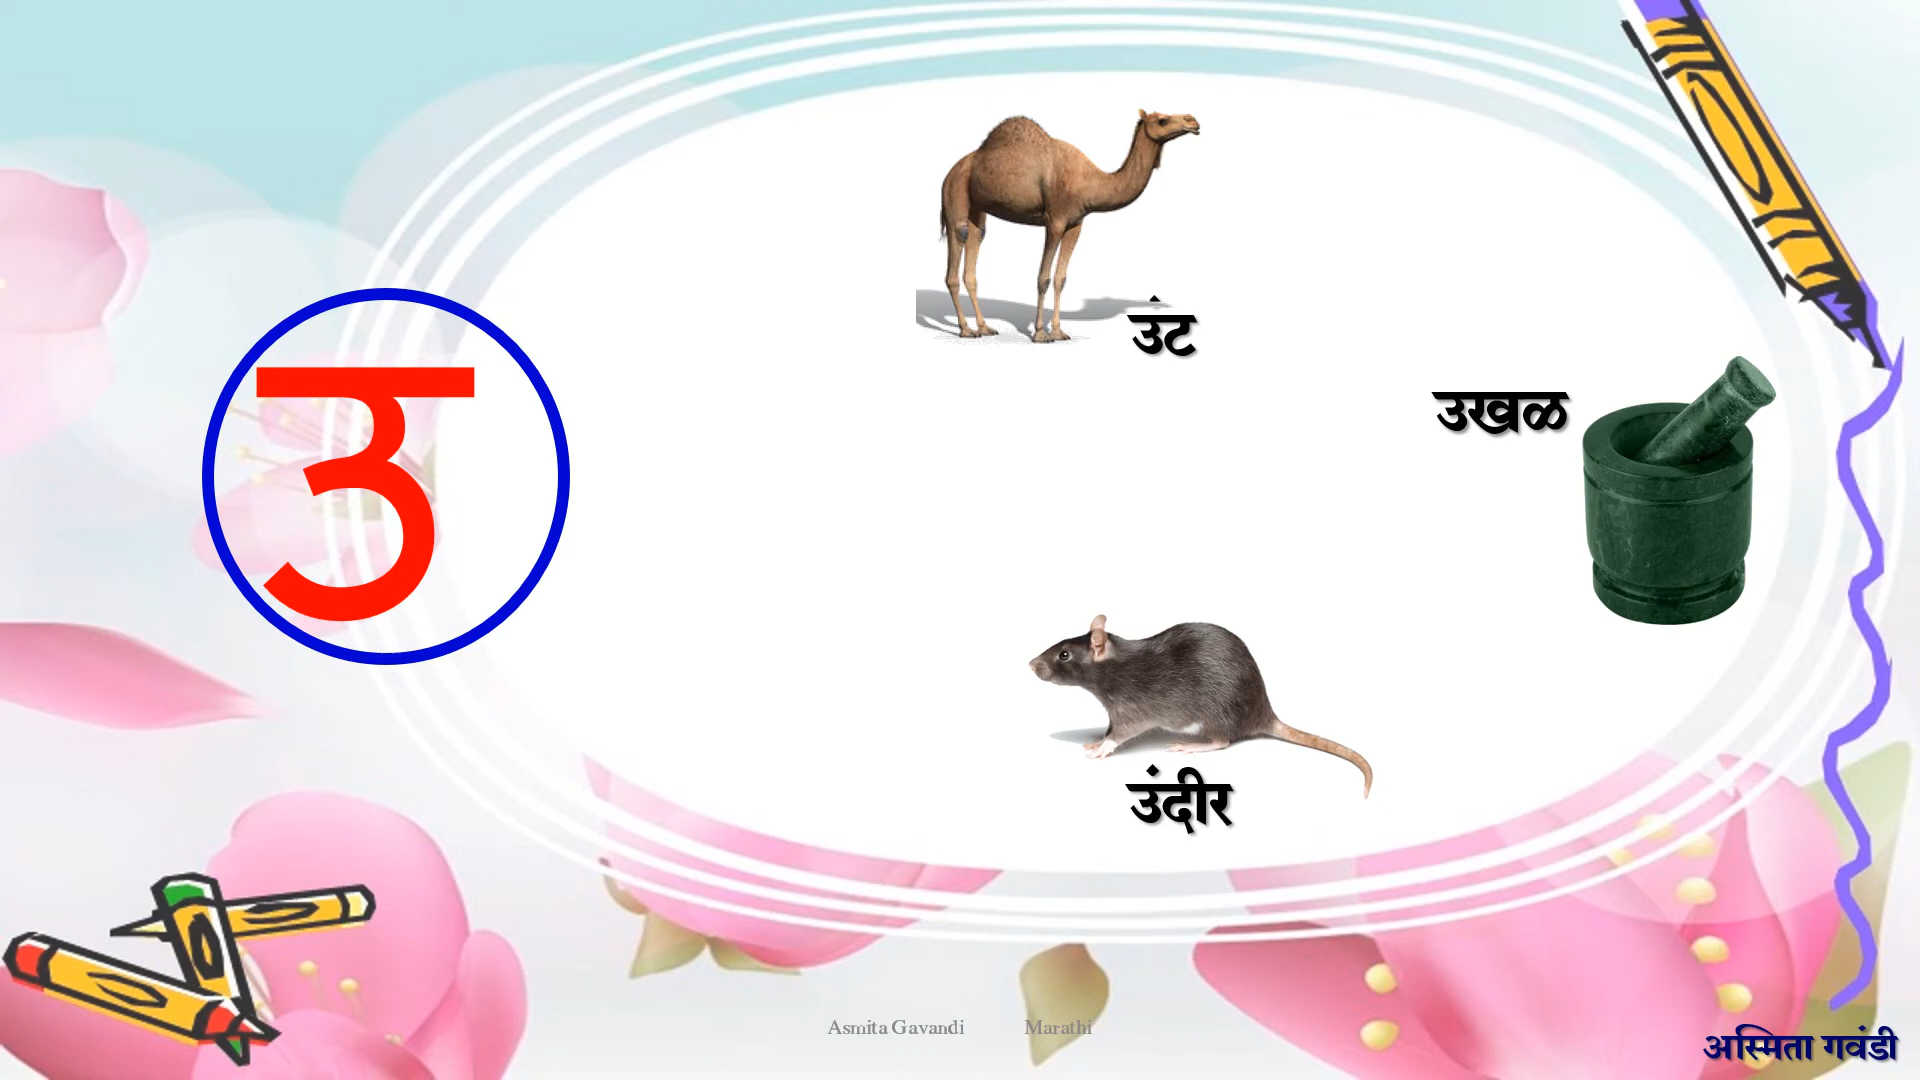 उ
उंट
उखळ
उंदीर
Asmita Gavandi Marathi
अस्मिता गवंडी